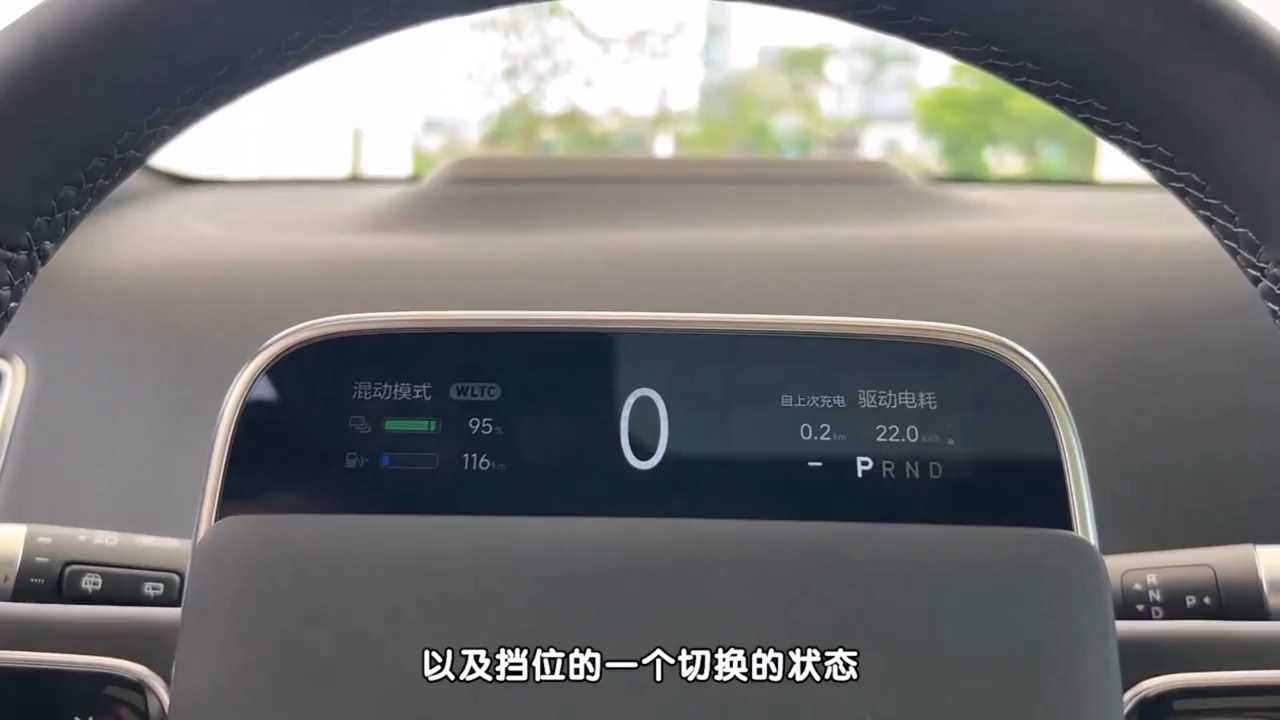 混动模式 WLTC
95%
116km
0
自上次充电 驱动电耗
0.2km 22.0
P R N D
R
N P
D
以及挡位的一个切换的状态